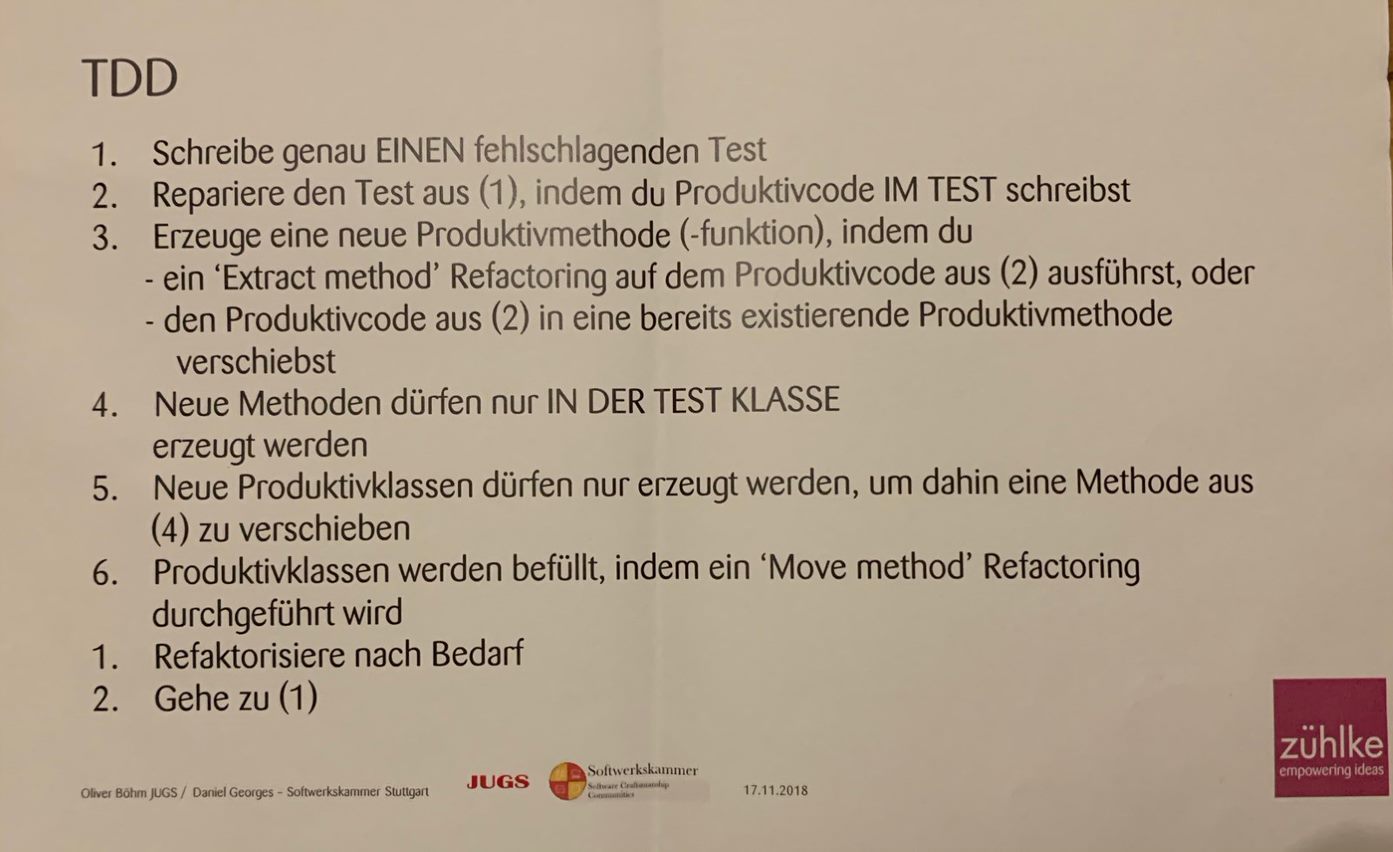 TDD
1. Schreibe genau EINEN fehlschlagenden Test
2. Repariere den Test aus (1), indem du Produktivcode IM TEST schreibst
3. Erzeuge eine neue Produktivmethode (-funktion), indem du
- ein ‘Extract method’ Refactoring auf dem Produktivcode aus (2) ausführst, oder
- den Produktivcode aus (2) in eine bereits existierende Produktivmethode
verschiebst
4. Neue Methoden dürfen nur IN DER TEST KLASSE
erzeugt werden
5. Neue Produktivklassen dürfen nur erzeugt werden, um dahin eine Methode aus
(4) zu verschieben
6. Produktivklassen werden befüllt, indem ein ‘Move method’ Refactoring
durchgeführt wird
1. Refaktorisiere nach Bedarf
2. Gehe zu (1)
zühlke
empowering ideas
Oliver Böhm JUGS / Daniel Georges – Softwerkskammer Stuttgart
JUGS
Softwerkskammer
Software Craftsmanship
Communities
17.11.2018